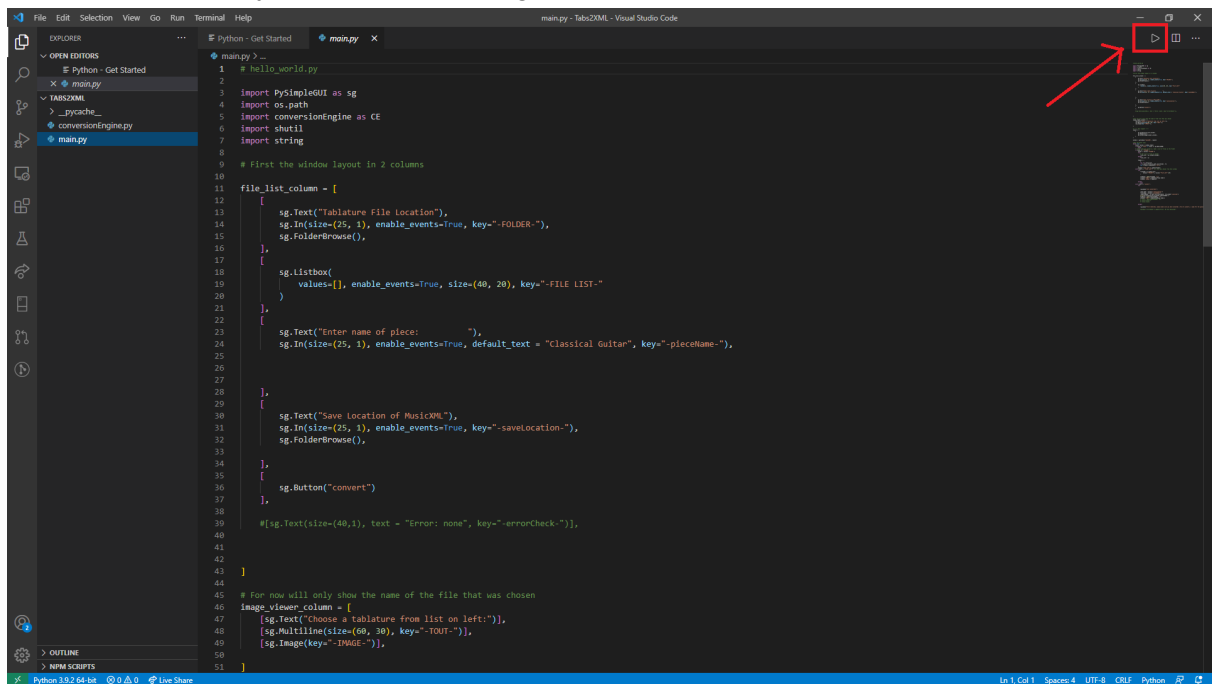 File Edit Selection View Go Run Terminal Help
main.py - Tabs2XML - Visual Studio Code
EXPLORER
OPEN EDITORS
Python - Get Started
main.py
TABS2XML
__pycache__
conversionEngine.py
main.py
OUTLINE
NPM SCRIPTS
Python - Get Started main.py
main.py > ...
1 # hello_world.py
2
3 import PySimpleGUI as sg
4 import os.path
5 import conversionEngine as CE
6 import shutil
7 import string
8
9 # First the window layout in 2 columns
10
11 file_list_column = [
12 [
13 sg.Text("Tablature File Location"),
14 sg.In(size=(25, 1), enable_events=True, key="-FOLDER-"),
15 sg.FolderBrowse(),
16 ],
17 [
18 sg.Listbox(
19 values=[], enable_events=True, size=(40, 20), key="-FILE LIST-"
20 )
21 ],
22 [
23 sg.Text("Enter name of piece: "),
24 sg.In(size=(25, 1), enable_events=True, default_text = "Classical Guitar", key="-pieceName-"),
25
26
27
28 ],
29 [
30 sg.Text("Save Location of MusicXML"),
31 sg.In(size=(25, 1), enable_events=True, key="-saveLocation-"),
32 sg.FolderBrowse(),
33
34 ],
35 [
36 sg.Button("convert")
37 ],
38
39 #[sg.Text(size=(40,1), text = "Error: none", key="-errorCheck-")],
40
41
42
43 ]
44
45 # For now will only show the name of the file that was chosen
46 image_viewer_column = [
47 [sg.Text("Choose a tablature from list on left:")],
48 [sg.Multiline(size=(60, 30), key="-TOUT-")],
49 [sg.Image(key="-IMAGE-")],
50
51 ]
2
Python 3.9.2 64-bit 0 0 Live Share
Ln 1, Col 1 Spaces: 4 UTF-8 CRLF Python